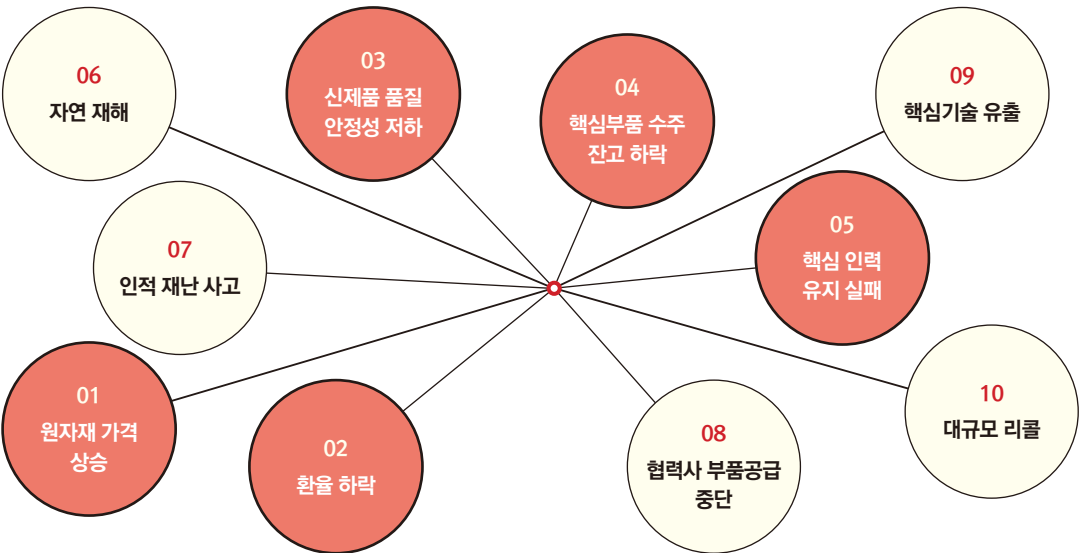 06
자연 재해
03
신제품 품질
안정성 저하
04
핵심부품 수주
잔고 하락
09
핵심기술 유출
07
인적 재난 사고
05
핵심 인력
유지 실패
01
원자재 가격
상승
02
환율 하락
08
협력사 부품공급
중단
10
대규모 리콜